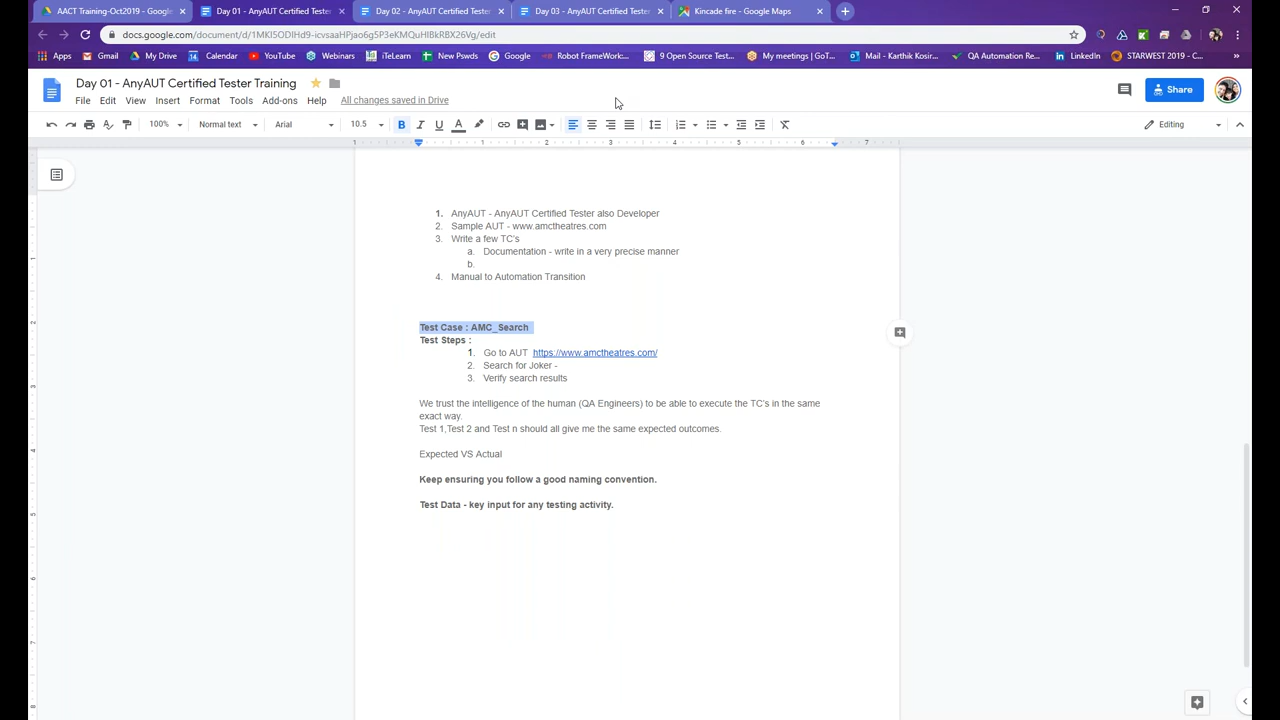 AACT Training-Oct2019 - Google
Day 01 - AnyAUT Certified Tester
Day 02 - AnyAUT Certified Tester
Day 03 - AnyAUT Certified Tester
Kincade fire - Google Maps
docs.google.com/document/d/1MKI5ODlHd9-icvsaaHPjao6g5P3eKMQuHIBkRBX26Vg/edit
Apps
Gmail
My Drive
Calendar
YouTube
Webinars
iTeLearn
New Pswds
Google
Robot FrameWork:...
9 Open Source Test...
My meetings | GoT...
Mail - Karthik Kosir...
QA Automation Re...
LinkedIn
STARWEST 2019 - C...
Day 01 - AnyAUT Certified Tester Training
File Edit View Insert Format Tools Add-ons Help All changes saved in Drive
Share
100% Normal text Arial 10.5 Editing
1. AnyAUT - AnyAUT Certified Tester also Developer
2. Sample AUT - www.amctheatres.com
3. Write a few TC's
a. Documentation - write in a very precise manner
b.
4. Manual to Automation Transition
Test Case : AMC_Search
Test Steps :
1. Go to AUT https://www.amctheatres.com/
2. Search for Joker -
3. Verify search results
We trust the intelligence of the human (QA Engineers) to be able to execute the TC's in the same
exact way.
Test 1,Test 2 and Test n should all give me the same expected outcomes.
Expected VS Actual
Keep ensuring you follow a good naming convention.
Test Data - key input for any testing activity.